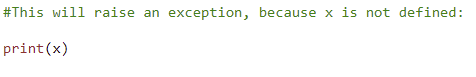 #This will raise an exception, because x is not defined:
print(x)